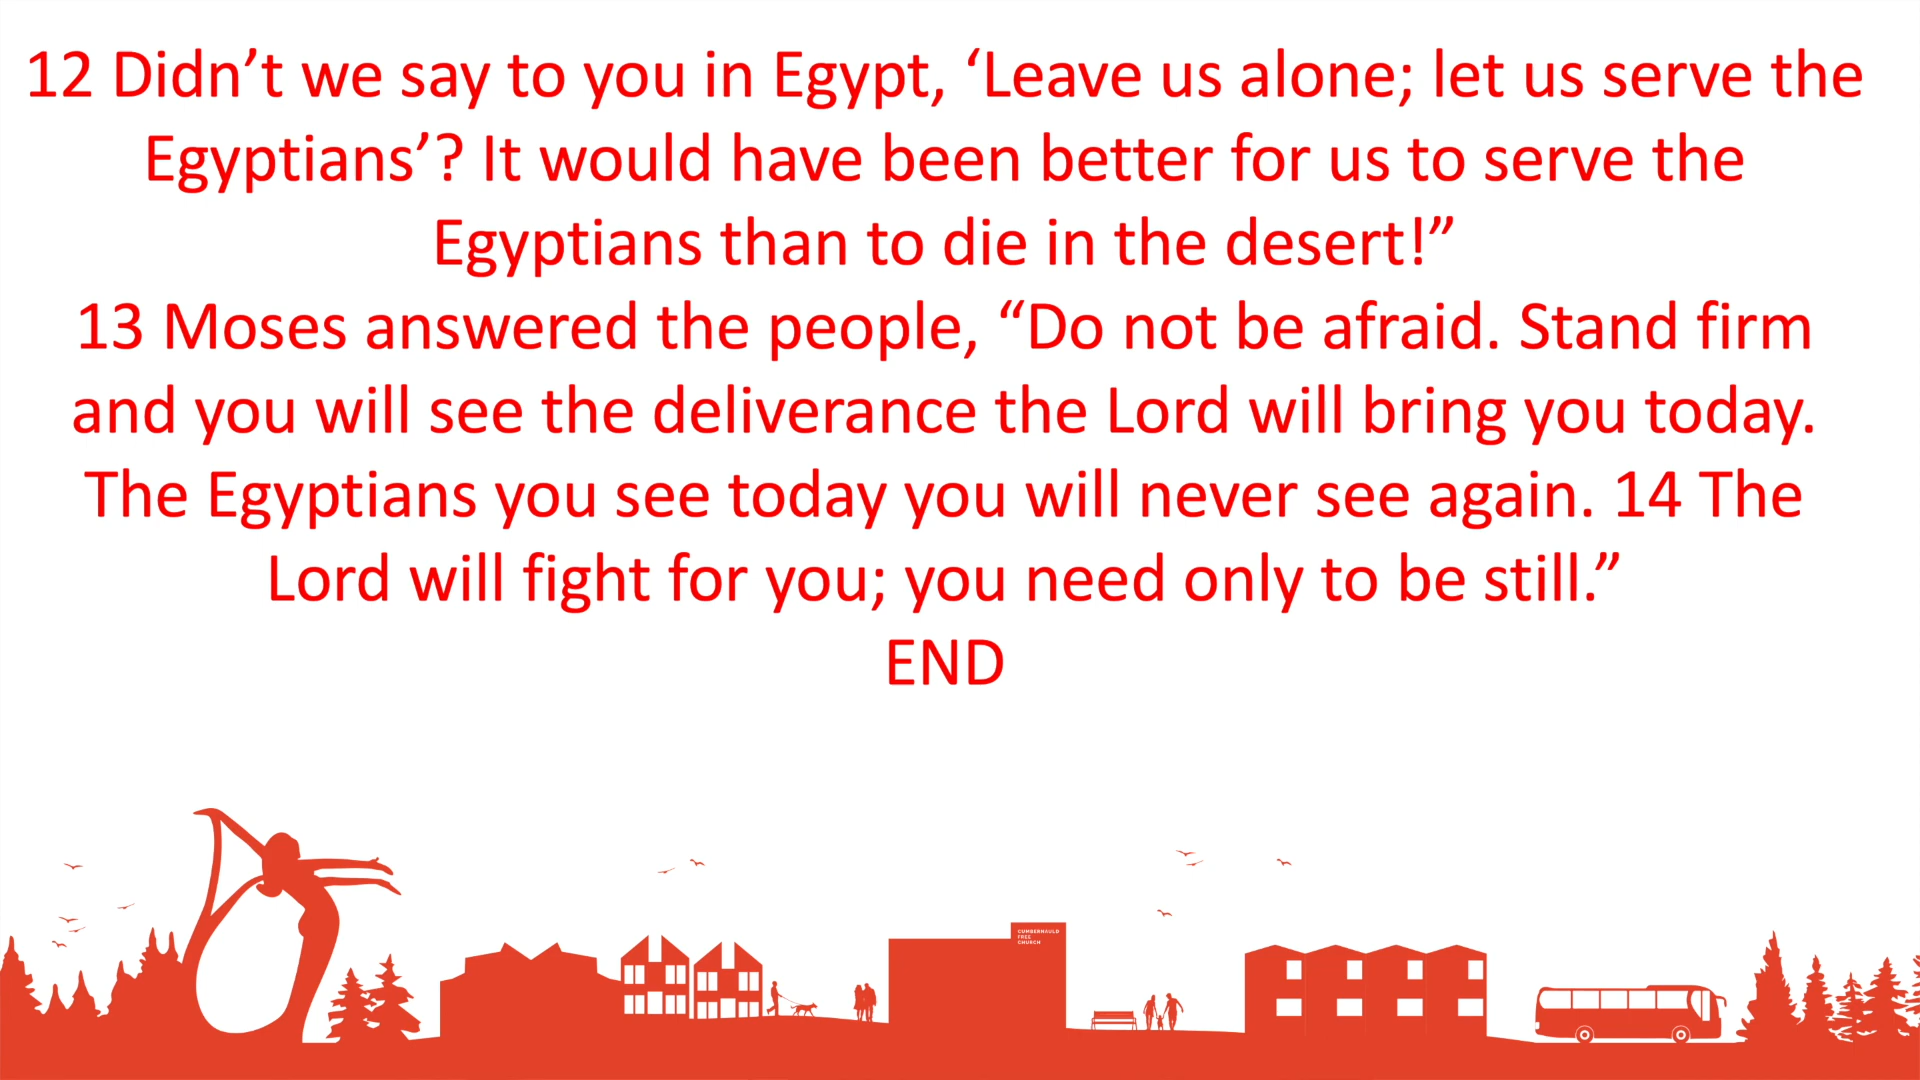 12 Didn’t we say to you in Egypt, ‘Leave us alone; let us serve the
Egyptians’? It would have been better for us to serve the
Egyptians than to die in the desert!”
13 Moses answered the people, “Do not be afraid. Stand firm
and you will see the deliverance the Lord will bring you today.
The Egyptians you see today you will never see again. 14 The
Lord will fight for you; you need only to be still.”
END
CUMBERNAULD
FREE
CHURCH